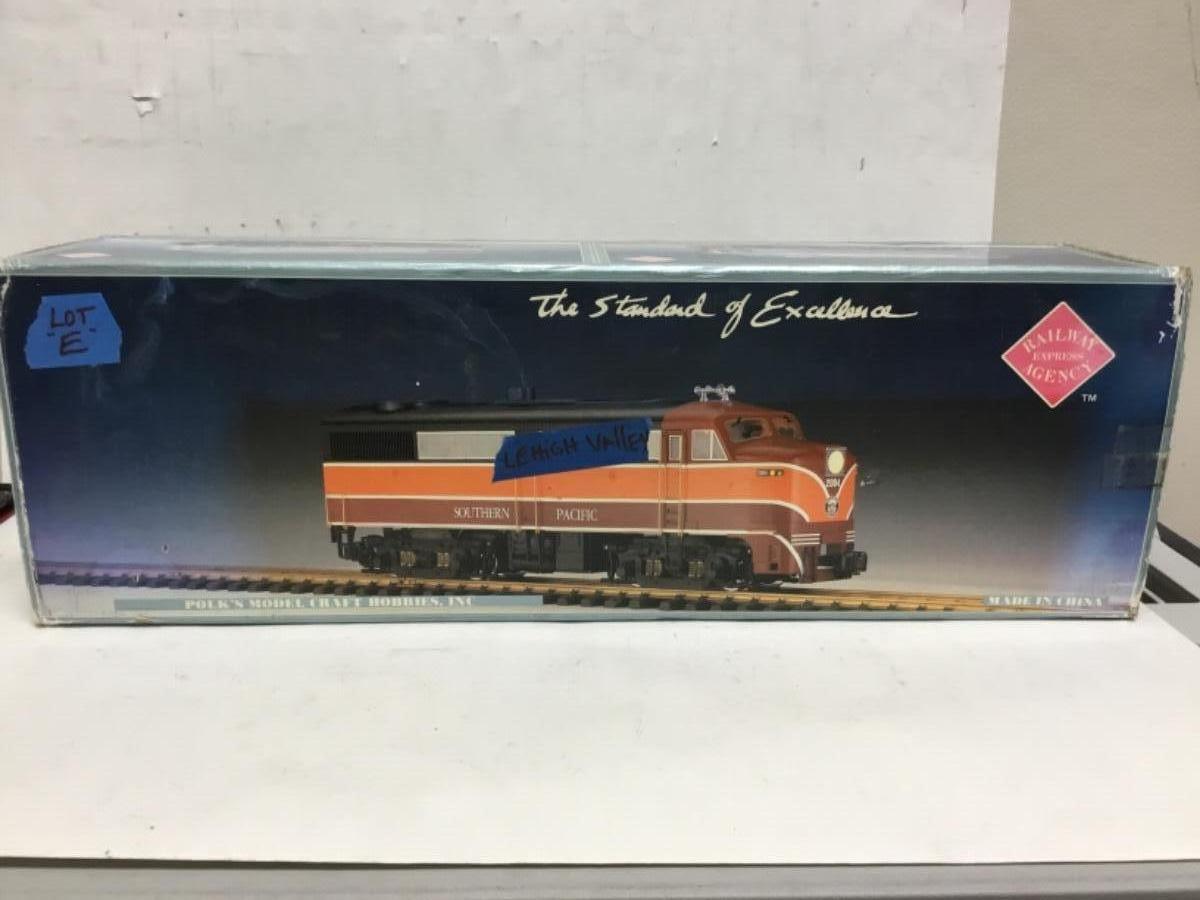 The Standard of Excellence
LOT
"E"
RAILWAY
EXPRESS
AGENCY
TM
LEHIGH VALLEY
2084
SOUTHERN PACIFIC
POLK'S MODEL CRAFT HOBBIES, INC
MADE IN CHINA